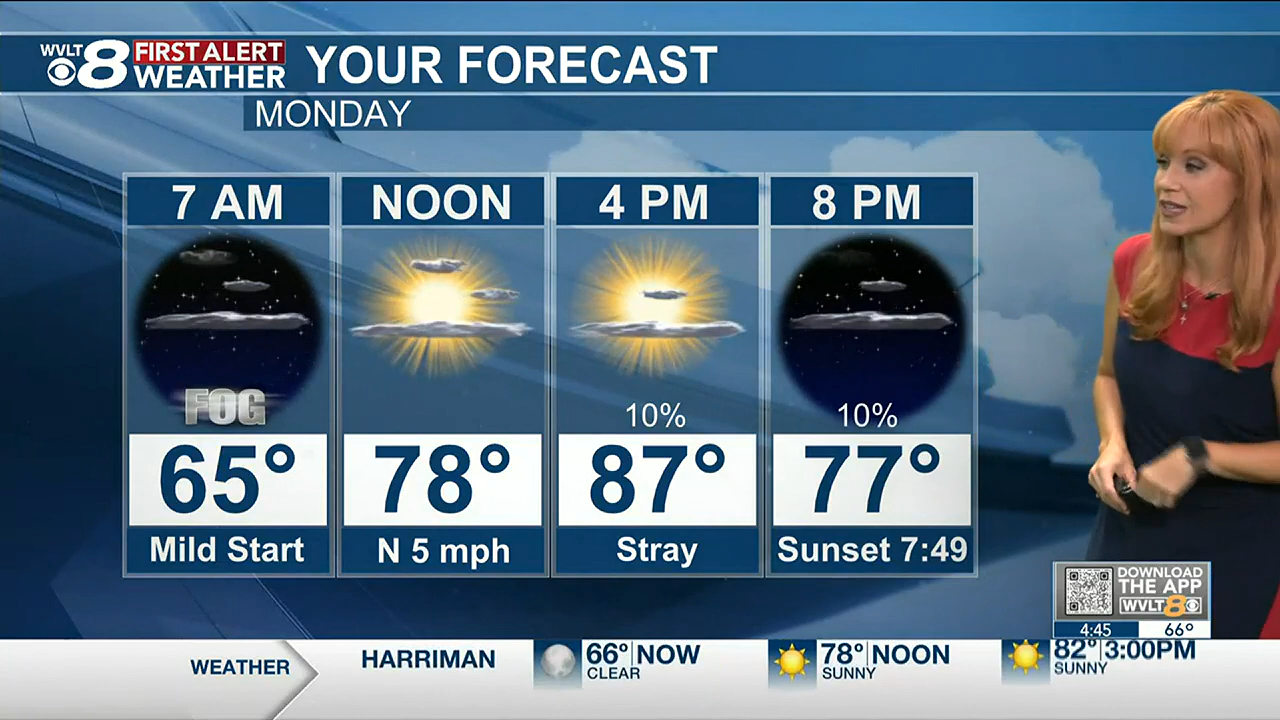 WVLT 8 FIRST ALERT WEATHER
YOUR FORECAST
MONDAY
7 AM
NOON
4 PM
8 PM
FOG
10%
10%
65°
78°
87°
77°
Mild Start
N 5 mph
Stray
Sunset 7:49
DOWNLOAD
THE APP
WVLT 8
4:45
66°
WEATHER
HARRIMAN
66° NOW
CLEAR
78° NOON
SUNNY
82° 3:00PM
SUNNY